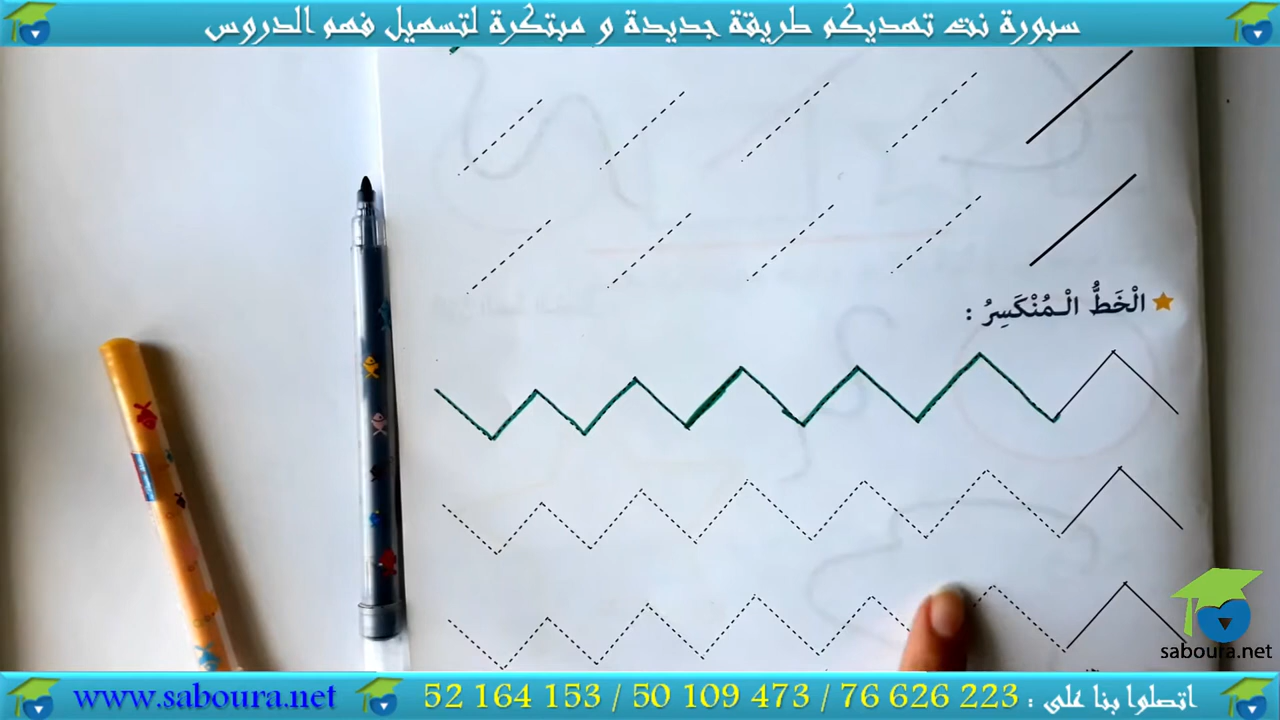 سبورة نت تهديكم طريقة جديدة و مبتكرة لتسهيل فهم الدروس
الْخَطُّ الْمُنْكَسِرُ :
saboura.net
اتصلوا بنا على : 223 626 76 / 473 109 50 / 153 164 52
www.saboura.net